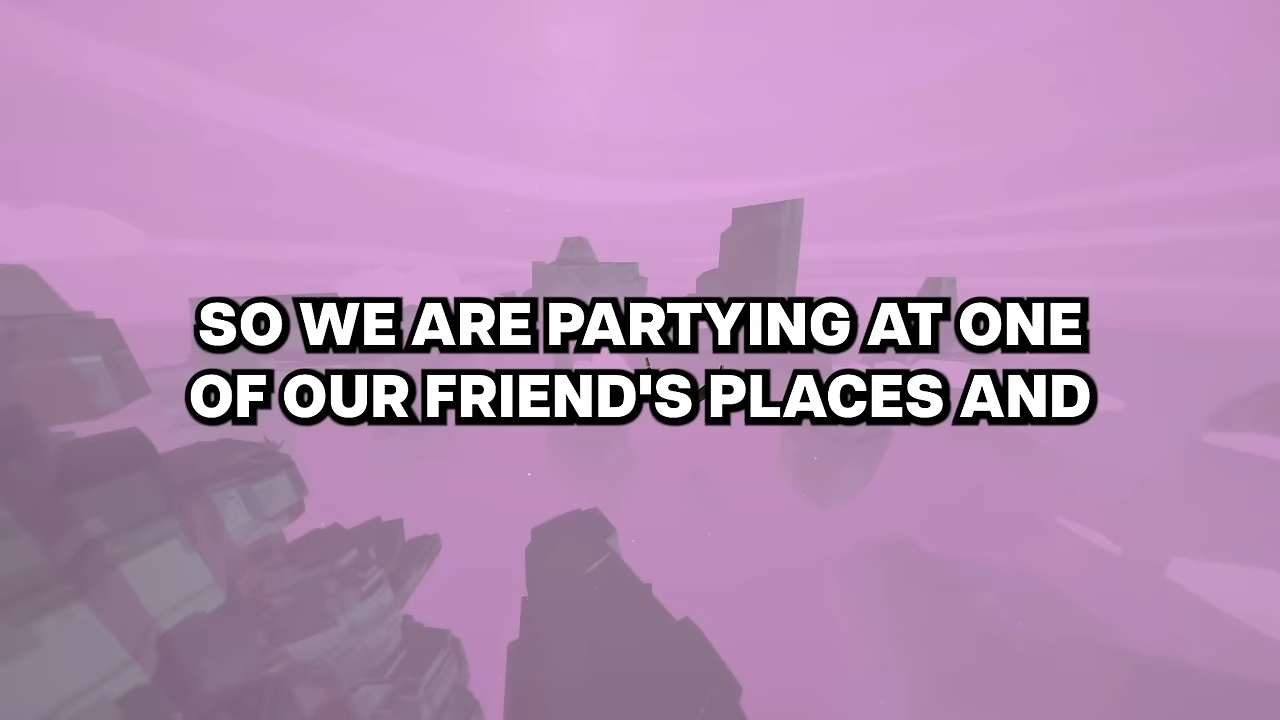 SO WE ARE PARTYING AT ONE
OF OUR FRIEND'S PLACES AND